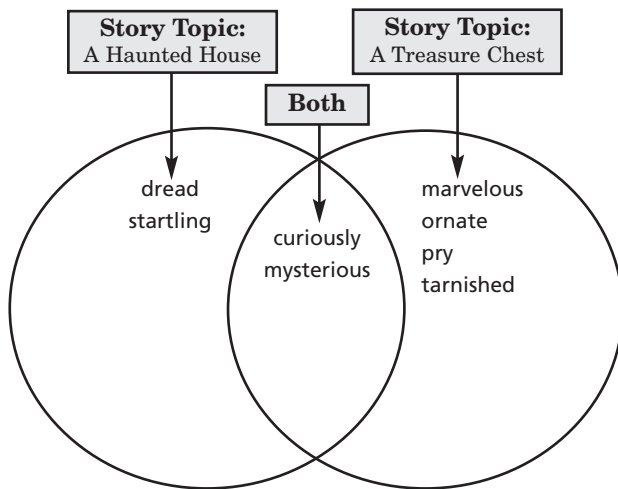 Story Topic:
A Haunted House
Story Topic:
A Treasure Chest
Both
dread
startling
curiously
mysterious
marvelous
ornate
pry
tarnished